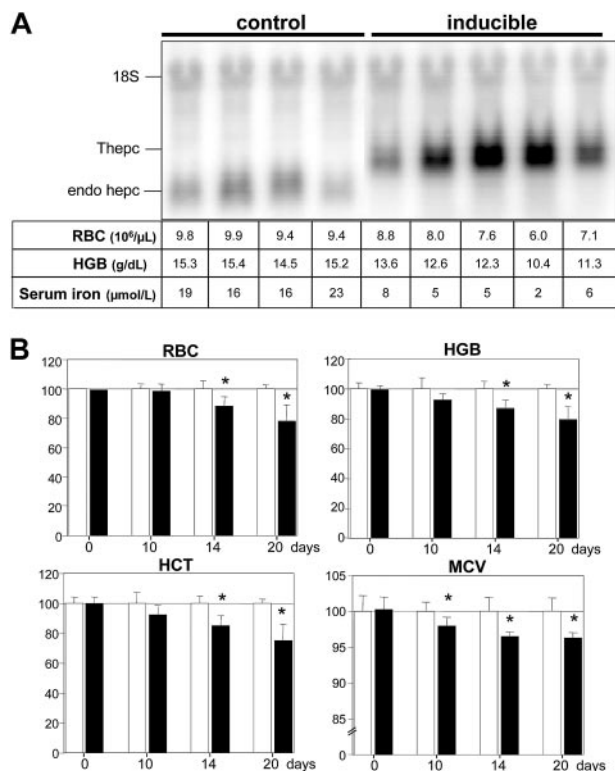 A
control inducible
18S
Thepc
endo hepc
RBC (10⁶/µL) 9.8 9.9 9.4 9.4 8.8 8.0 7.6 6.0 7.1
HGB (g/dL) 15.3 15.4 14.5 15.2 13.6 12.6 12.3 10.4 11.3
Serum iron (µmol/L) 19 16 16 23 8 5 5 2 6
B
RBC
120
100
80
60
40
20
0
* *
0 10 14 20 days
HGB
120
100
80
60
40
20
0
* *
0 10 14 20 days
HCT
120
100
80
60
40
20
0
* *
0 10 14 20 days
MCV
105
100
95
90
85
0
* * *
0 10 14 20 days